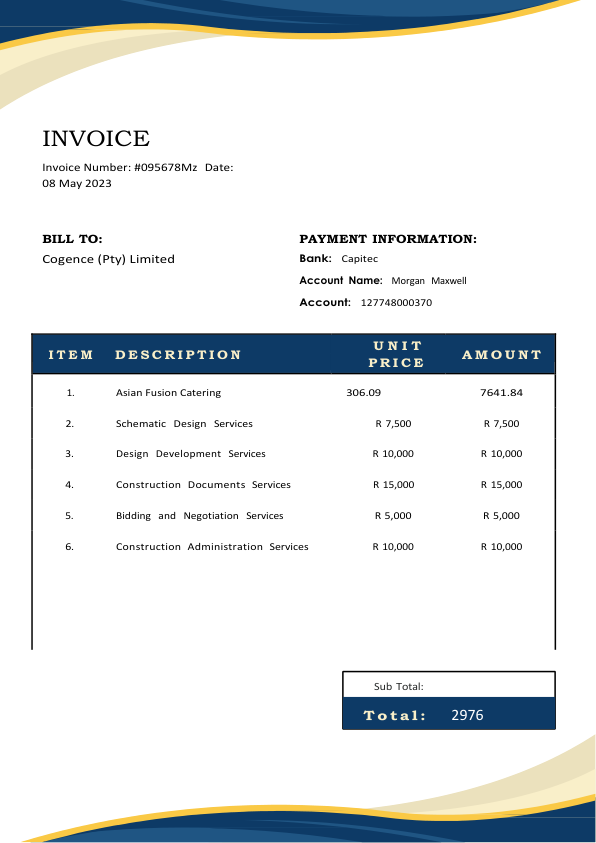 INVOICE
Invoice Number: #095678Mz Date:
08 May 2023
BILL TO:
Cogence (Pty) Limited
PAYMENT INFORMATION:
Bank: Capitec
Account Name: Morgan Maxwell
Account: 127748000370
ITEM DESCRIPTION UNIT PRICE AMOUNT
1. Asian Fusion Catering 306.09 7641.84
2. Schematic Design Services R 7,500 R 7,500
3. Design Development Services R 10,000 R 10,000
4. Construction Documents Services R 15,000 R 15,000
5. Bidding and Negotiation Services R 5,000 R 5,000
6. Construction Administration Services R 10,000 R 10,000
Sub Total:
Total: 2976